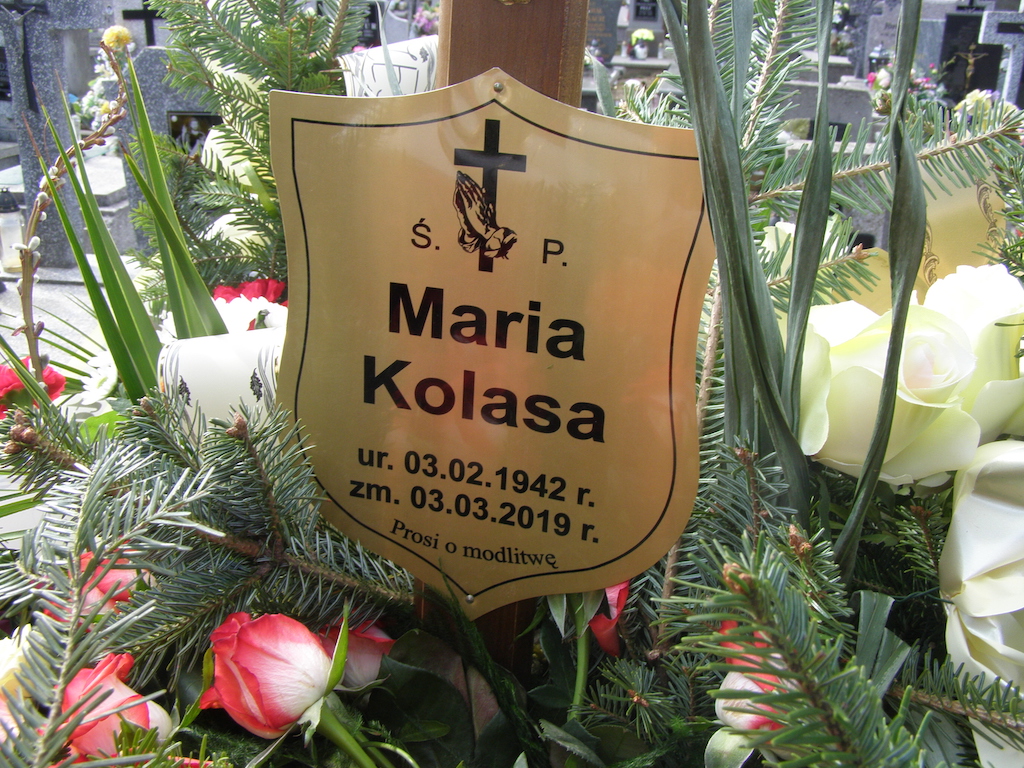 Ś. P.
Maria
Kolasa
ur. 03.02.1942 r.
zm. 03.03.2019 r.
Prosi o modlitwę